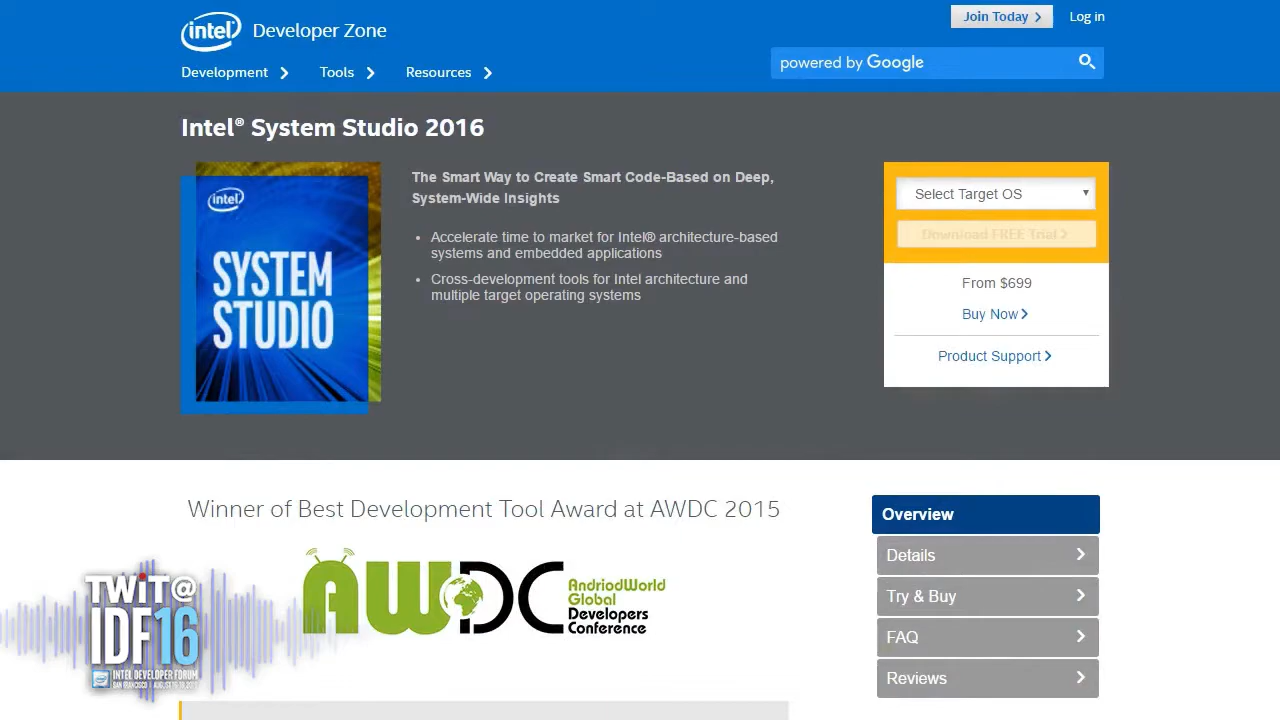 intel Developer Zone
Join Today
Log in
Development
Tools
Resources
powered by Google
Intel® System Studio 2016
intel
SYSTEM
STUDIO
The Smart Way to Create Smart Code-Based on Deep,
System-Wide Insights
• Accelerate time to market for Intel® architecture-based
systems and embedded applications
• Cross-development tools for Intel architecture and
multiple target operating systems
Select Target OS
Download FREE Trial
From $699
Buy Now
Product Support
Winner of Best Development Tool Award at AWDC 2015
AWDC
AndriodWorld
Global
Developers
Conference
Overview
Details
Try & Buy
FAQ
Reviews
TWiT@
IDF16
INTEL DEVELOPER FORUM